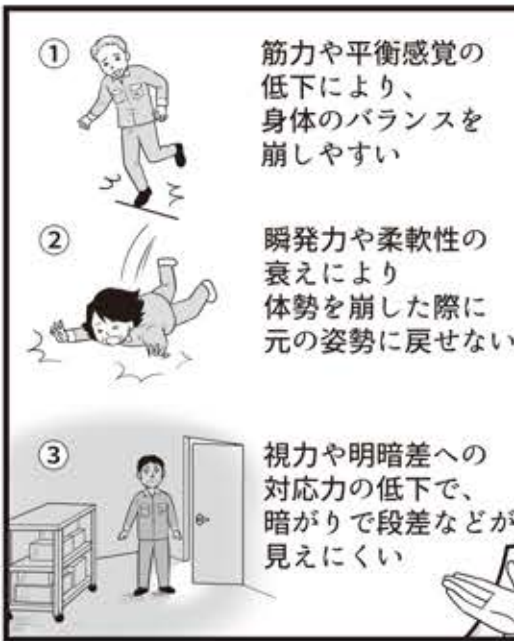 ① 筋力や平衡感覚の
低下により、
身体のバランスを
崩しやすい
② 瞬発力や柔軟性の
衰えにより
体勢を崩した際に
元の姿勢に戻せない
③ 視力や明暗差への
対応力の低下で、
暗がりで段差などが
見えにくい